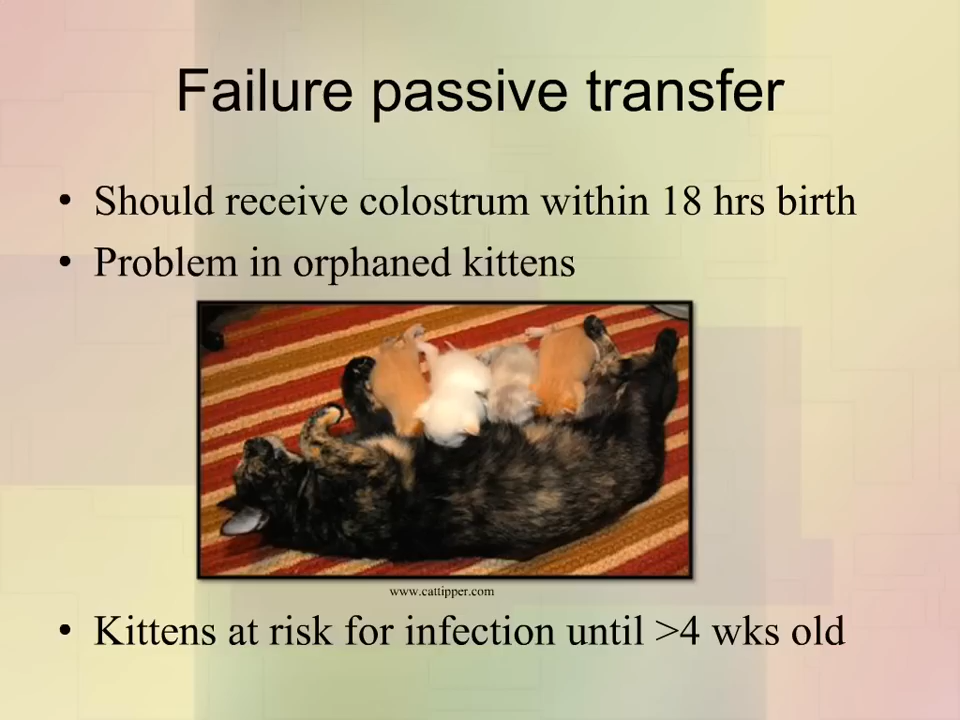 Failure passive transfer
• Should receive colostrum within 18 hrs birth
• Problem in orphaned kittens
www.cattipper.com
• Kittens at risk for infection until >4 wks old